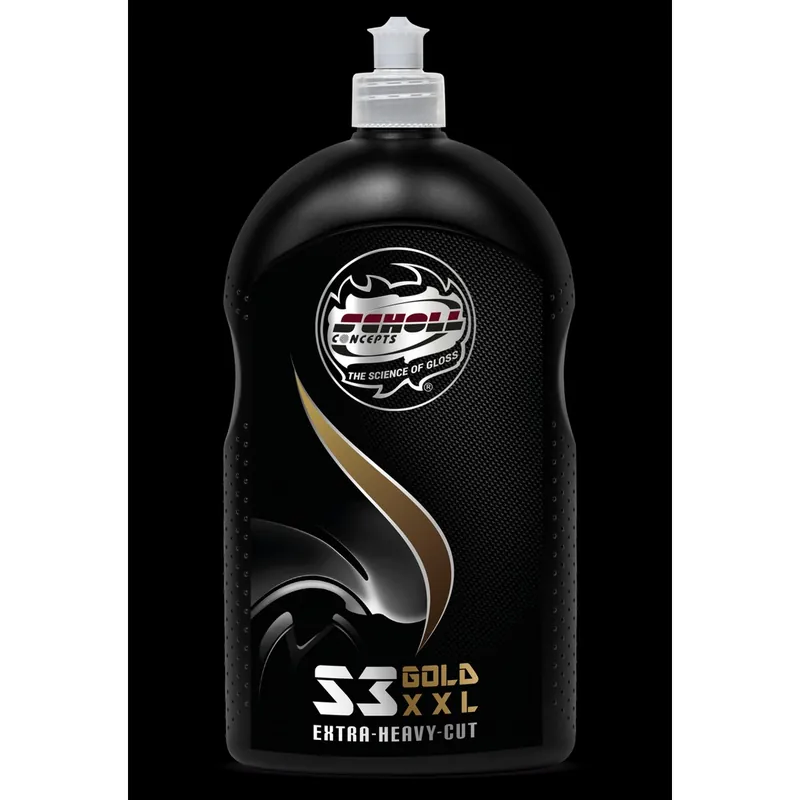 SCHOLL
CONCEPTS
THE SCIENCE OF GLOSS
®
S3 GOLD
XXL
EXTRA-HEAVY-CUT